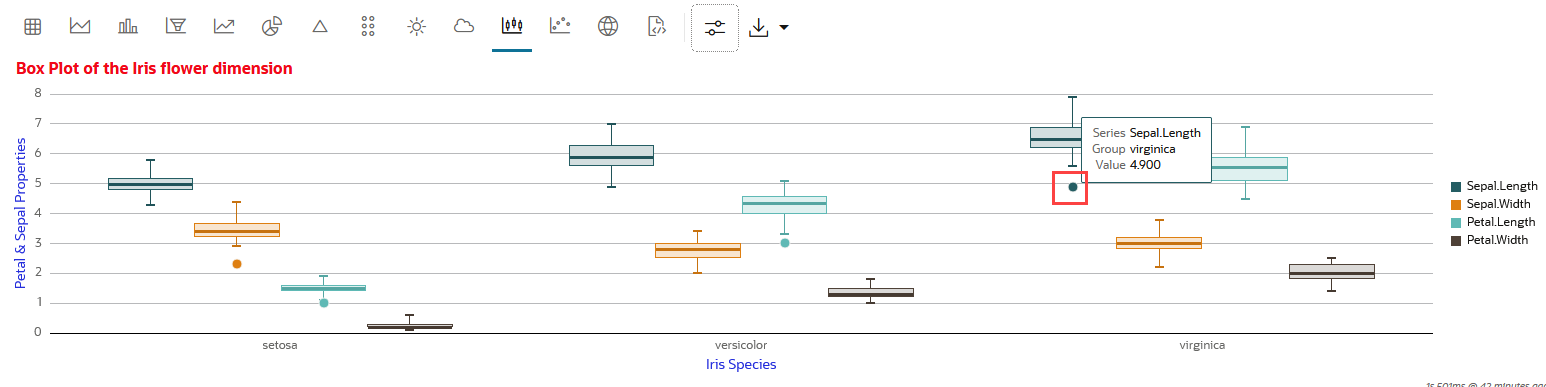 Box Plot of the Iris flower dimension
Petal & Sepal Properties
8
7
6
5
4
3
2
1
0
Series Sepal.Length
Group virginica
Value 4.900
Sepal.Length
Sepal.Width
Petal.Length
Petal.Width
setosa
versicolor
virginica
Iris Species